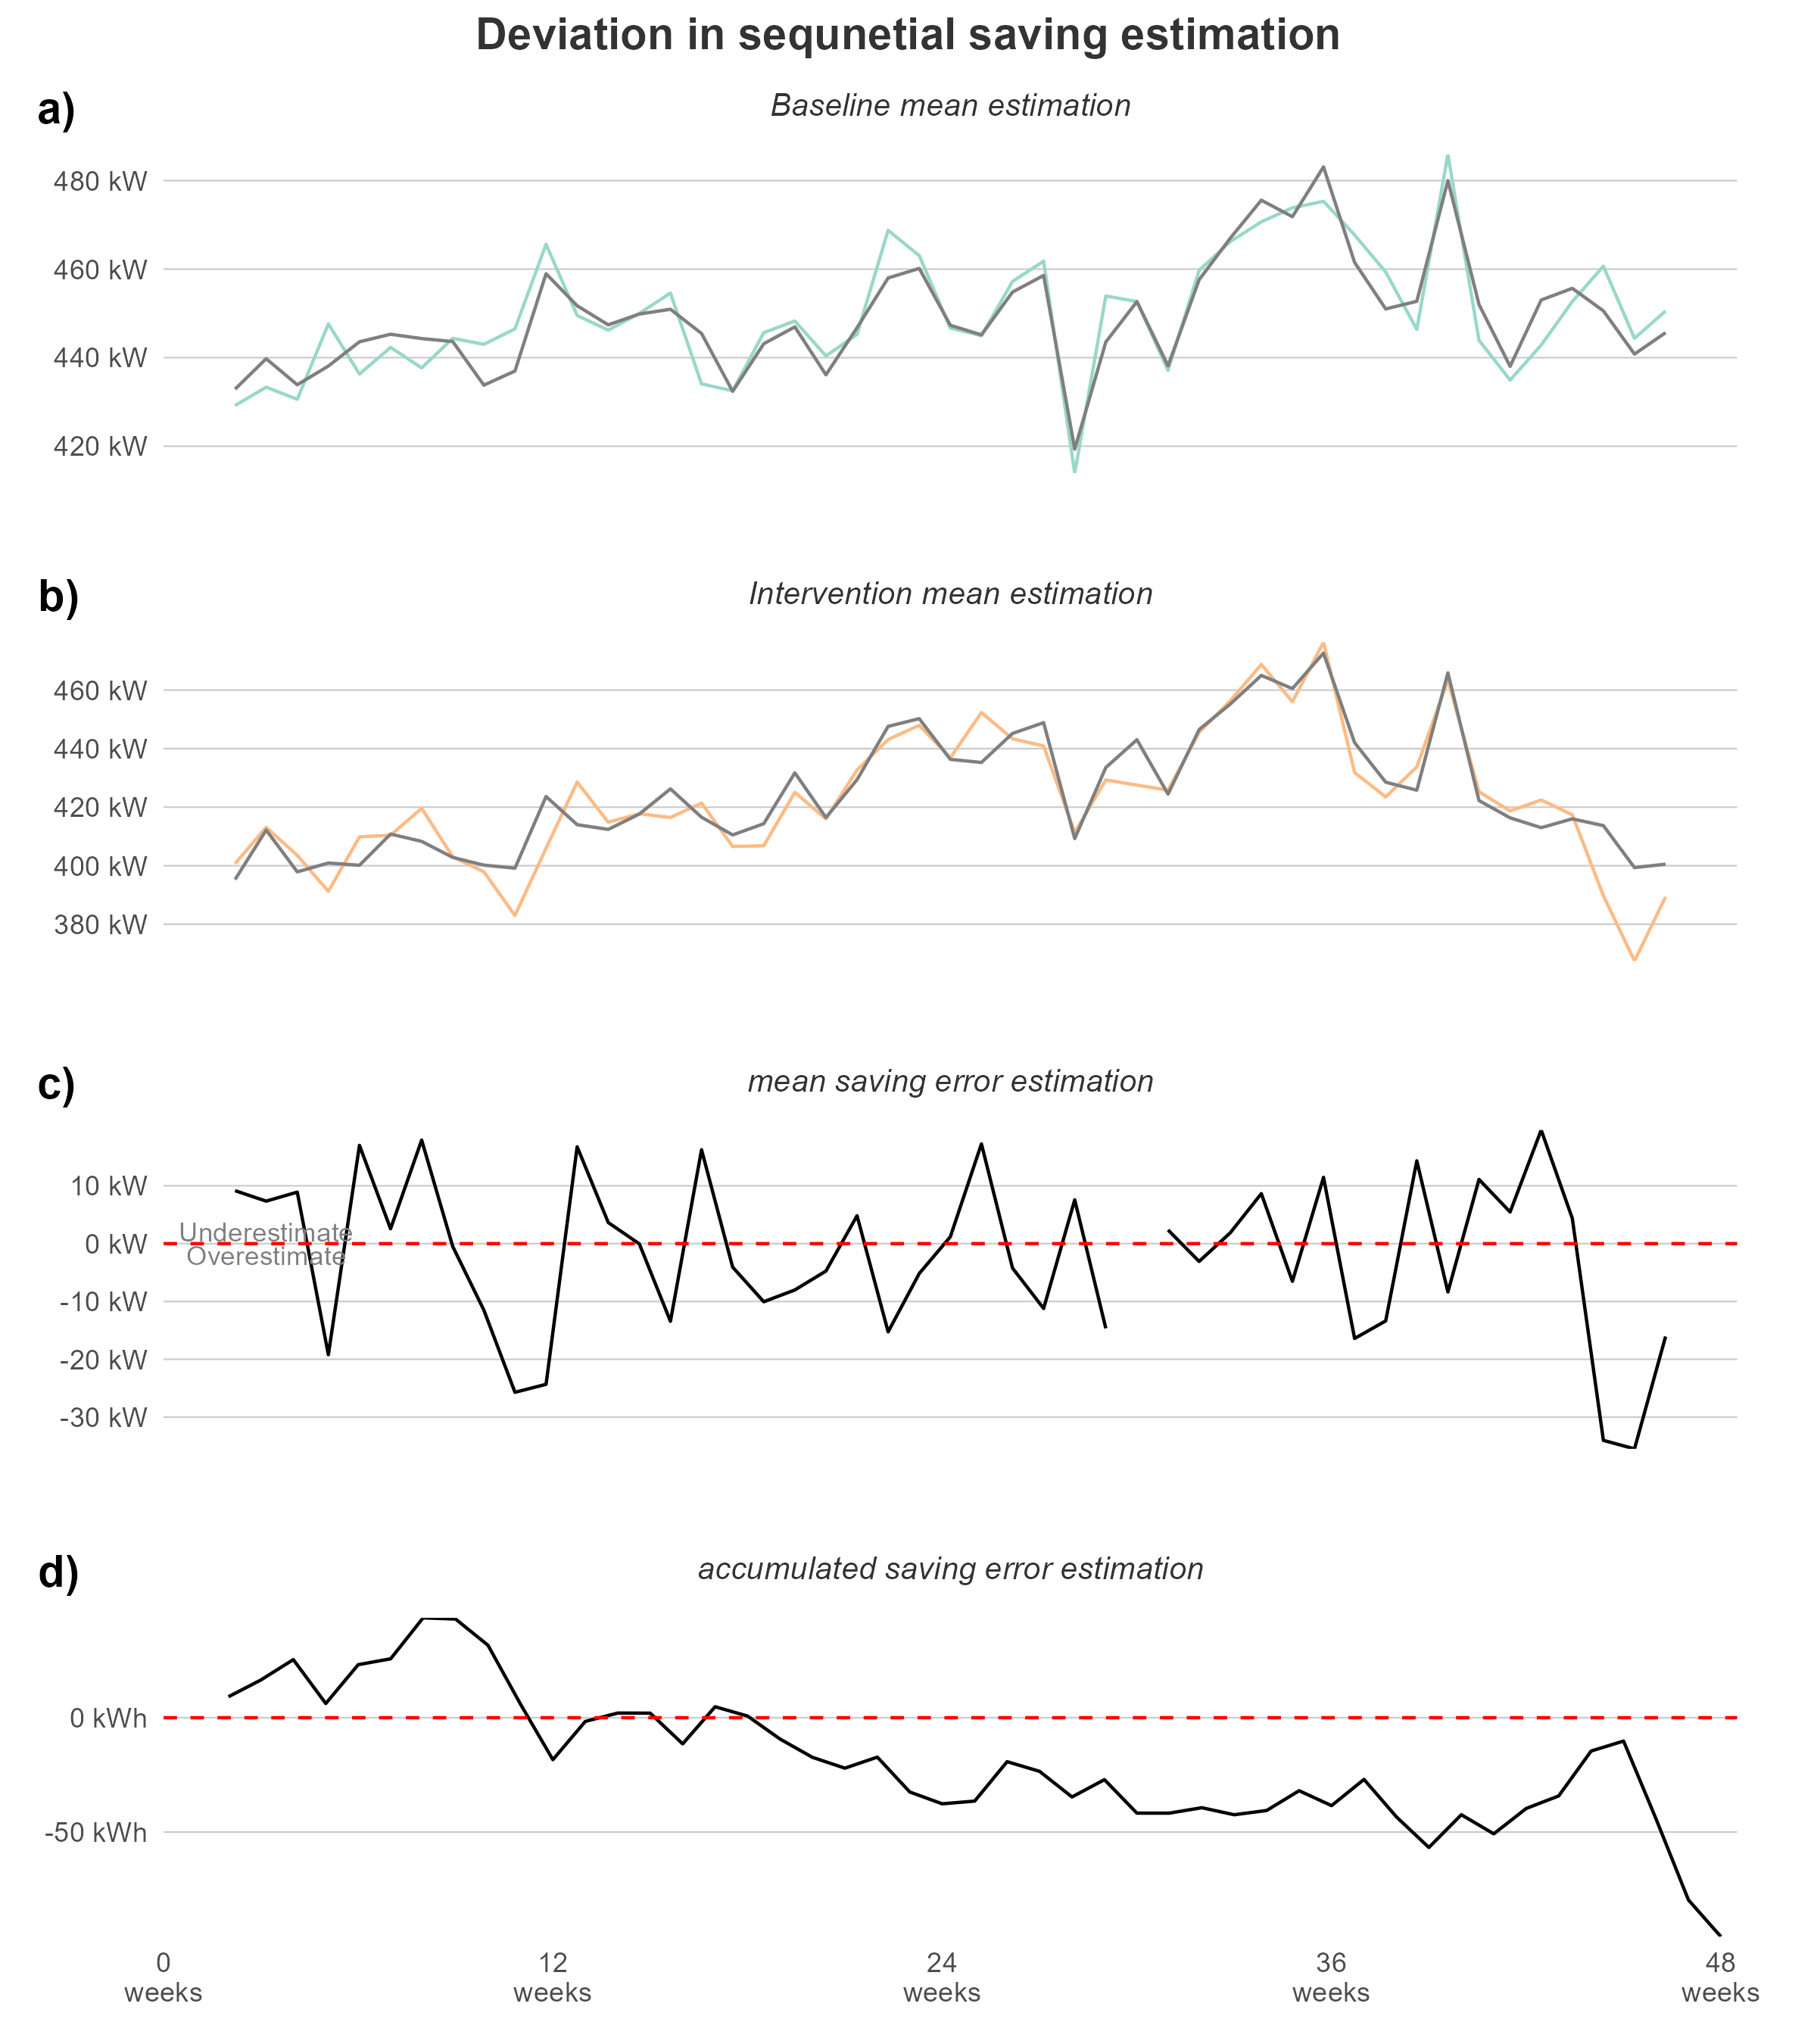 Deviation in sequnetial saving estimation
a)
Baseline mean estimation
480 kW
460 kW
440 kW
420 kW
b)
Intervention mean estimation
460 kW
440 kW
420 kW
400 kW
380 kW
c)
mean saving error estimation
10 kW
Underestimate
0 kW
Overestimate
-10 kW
-20 kW
-30 kW
d)
accumulated saving error estimation
0 kWh
-50 kWh
0 12 24 36 48
weeks weeks weeks weeks weeks